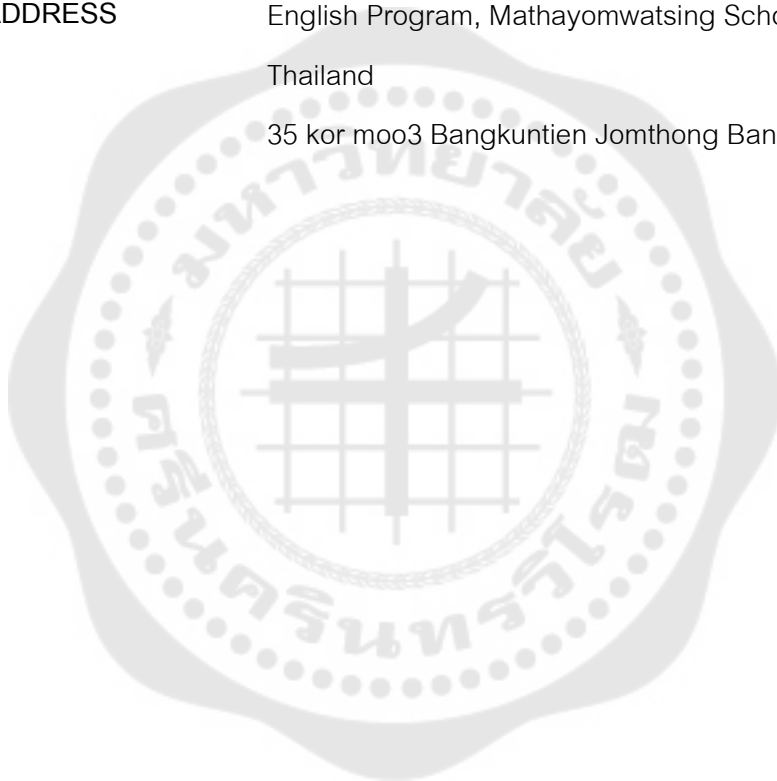 ADDRESS English Program, Mathayomwatsing
Thailand
35 kor moo3 Bangkuntien Jomthong
มหาวิทยาลัย
ศรีนครินทรวิโรฒ